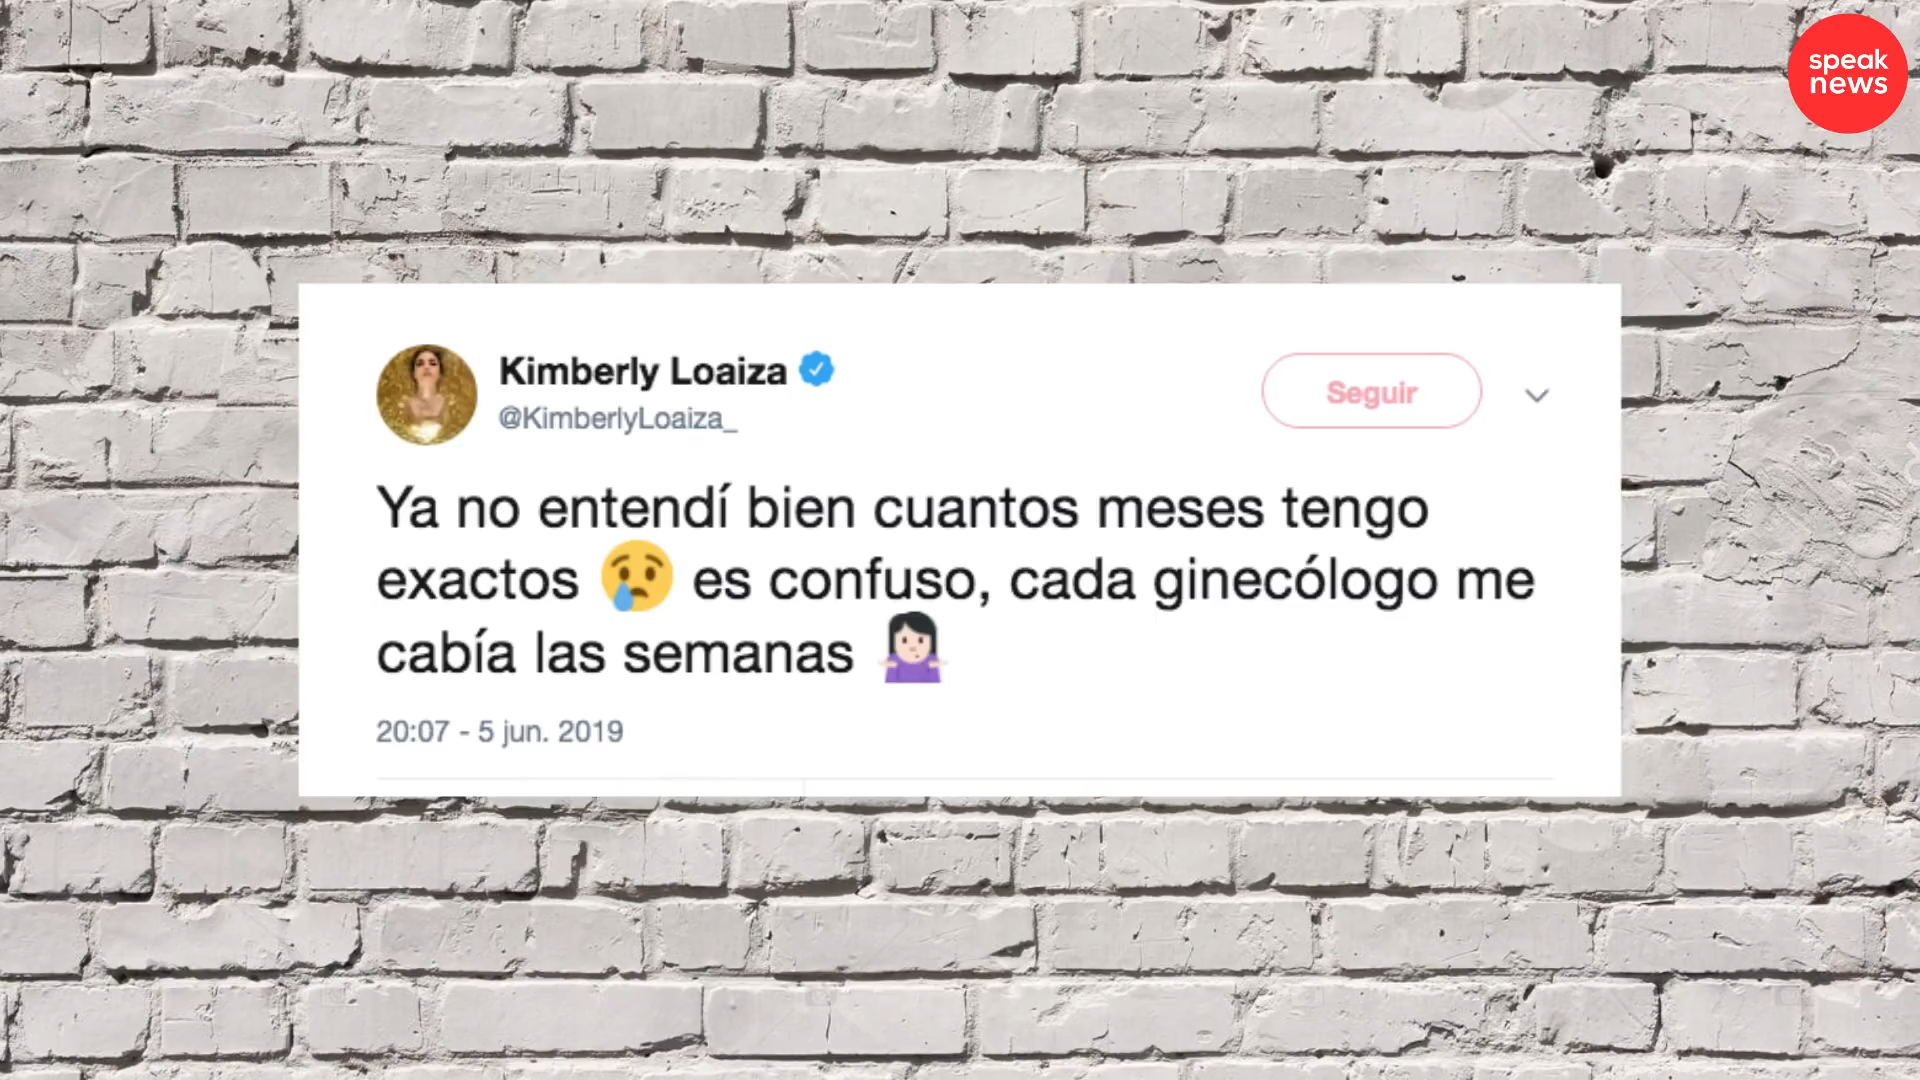 speak
news
Kimberly Loaiza
@KimberlyLoaiza_
Seguir
Ya no entendí bien cuantos meses tengo
exactos 😢 es confuso, cada ginecólogo me
cabía las semanas 🤷🏻‍♀️
20:07 - 5 jun. 2019